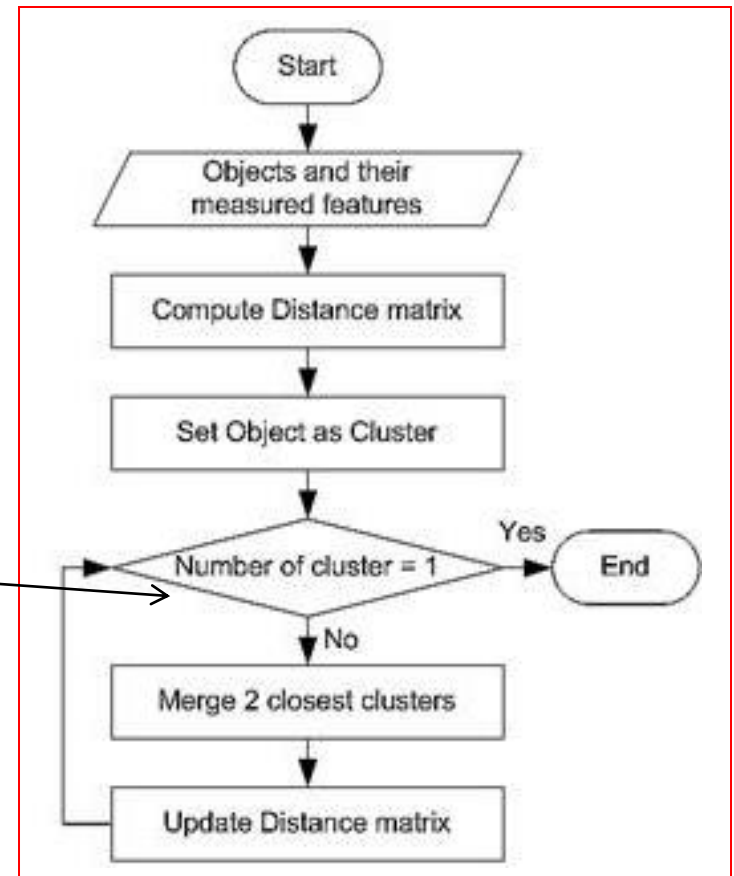 Start
Objects and their
measured features
Compute Distance matrix
Set Object as Cluster
Number of cluster = 1
Yes
End
No
Merge 2 closest clusters
Update Distance matrix